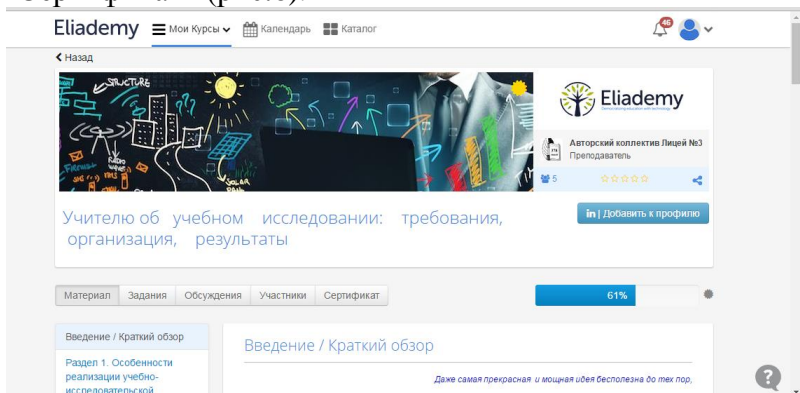 Eliademy
Мои Курсы
Календарь
Каталог
46
Назад
STRUCTURE
SOLAR
Eliademy
Авторский коллектив Лицей №3
Преподаватель
5
in | Добавить к профилю
Учителю об учебном исследовании: требования,
организация, результаты
Материал Задания Обсуждения Участники Сертификат
61%
Введение / Краткий обзор
Раздел 1. Особенности
реализации учебно-
исследовательской
Введение / Краткий обзор
Даже самая прекрасная и мощная идея бесполезна до тех пор,
?